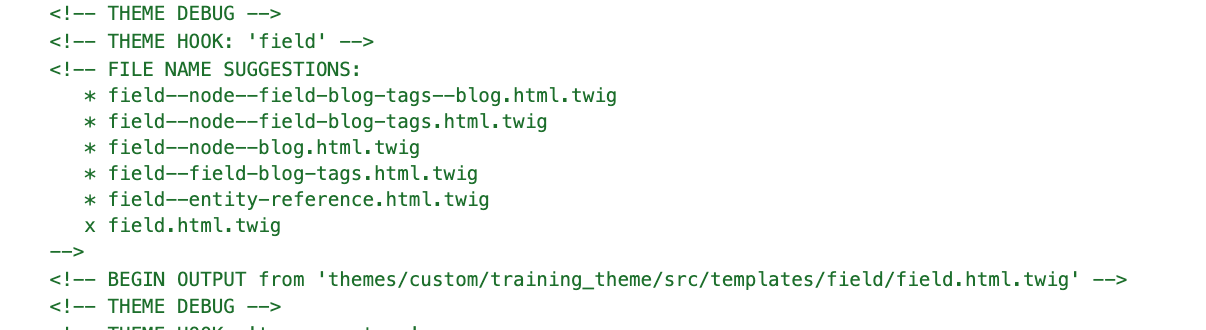 <!-- THEME DEBUG -->
<!-- THEME HOOK: 'field' -->
<!-- FILE NAME SUGGESTIONS:
* field--node--field-blog-tags--blog.html.twig
* field--node--field-blog-tags.html.twig
* field--node--blog.html.twig
* field--field-blog-tags.html.twig
* field--entity-reference.html.twig
x field.html.twig
-->
<!-- BEGIN OUTPUT from 'themes/custom/training_theme/src/templates/field/field.html.twig' -->
<!-- THEME DEBUG -->
<!-- THEME HOOK: